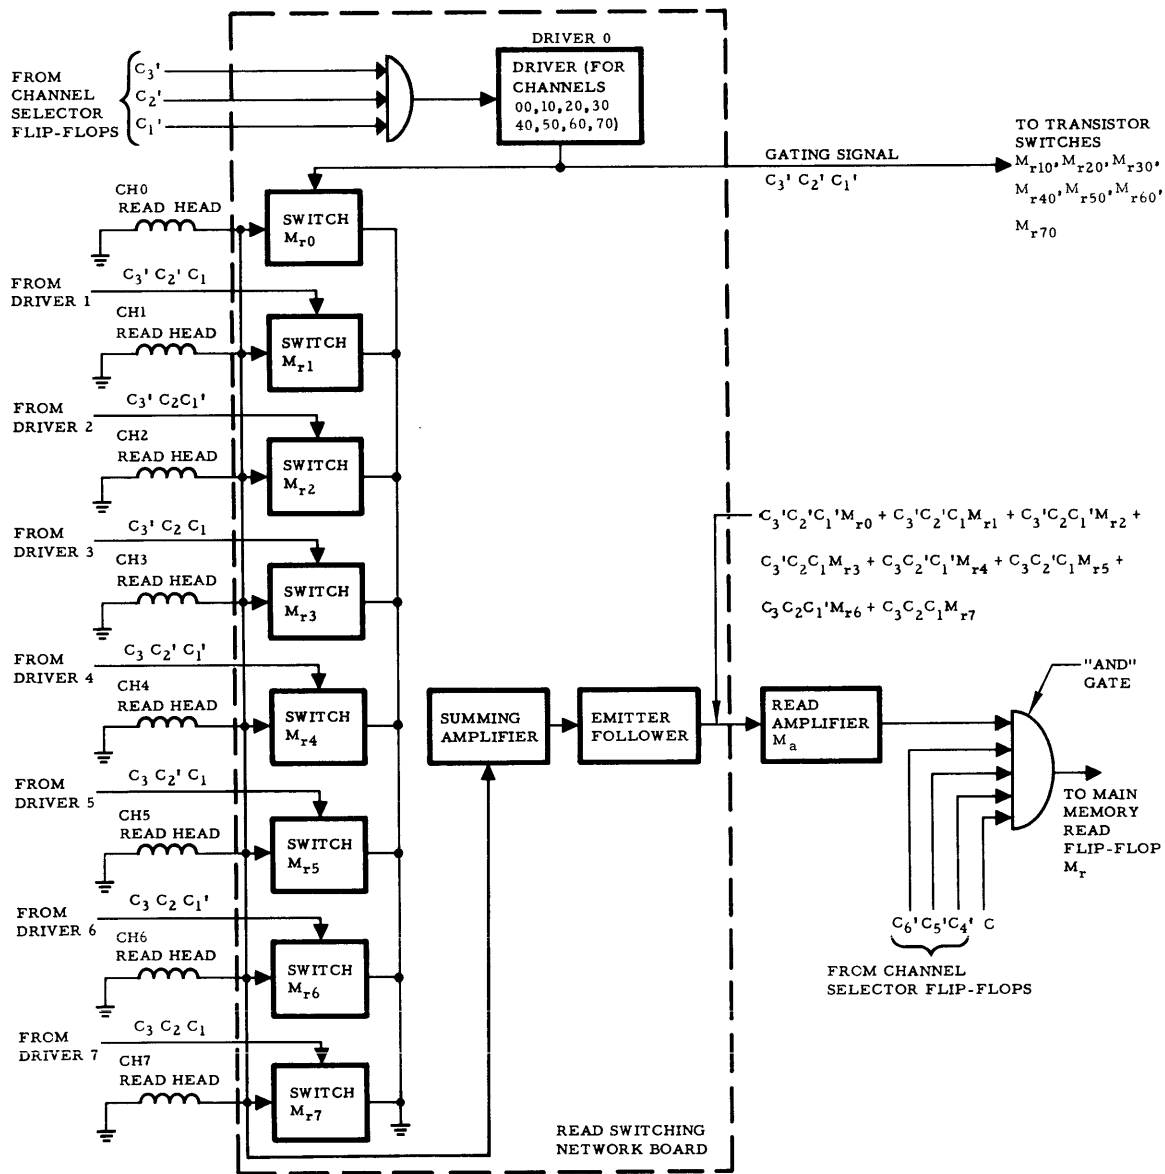 DRIVER 0
FROM
CHANNEL
SELECTOR
FLIP-FLOPS
C3'
C2'
C1'
DRIVER (FOR
CHANNELS
00,10,20,30
40,50,60,70)
GATING SIGNAL
C3' C2' C1'
TO TRANSISTOR
SWITCHES
Mr10, Mr20, Mr30,
Mr40, Mr50, Mr60,
Mr70
CH0
READ HEAD
SWITCH
Mr0
FROM
DRIVER 1
C3' C2' C1
CH1
READ HEAD
SWITCH
Mr1
FROM
DRIVER 2
C3' C2C1'
CH2
READ HEAD
SWITCH
Mr2
FROM
DRIVER 3
C3' C2 C1
CH3
READ HEAD
SWITCH
Mr3
FROM
DRIVER 4
C3 C2' C1'
CH4
READ HEAD
SWITCH
Mr4
FROM
DRIVER 5
C3 C2' C1
CH5
READ HEAD
SWITCH
Mr5
FROM
DRIVER 6
C3 C2 C1'
CH6
READ HEAD
SWITCH
Mr6
FROM
DRIVER 7
C3 C2 C1
CH7
READ HEAD
SWITCH
Mr7
SUMMING
AMPLIFIER
EMITTER
FOLLOWER
C3'C2'C1'Mr0 + C3'C2'C1Mr1 + C3'C2C1'Mr2 +
C3'C2C1Mr3 + C3C2'C1'Mr4 + C3C2'C1Mr5 +
C3C2C1'Mr6 + C3C2C1Mr7
READ
AMPLIFIER
Ma
"AND"
GATE
TO MAIN
MEMORY
READ
FLIP-FLOP
Mr
C6' C5' C4' C
FROM CHANNEL
SELECTOR FLIP-FLOPS
READ SWITCHING
NETWORK BOARD